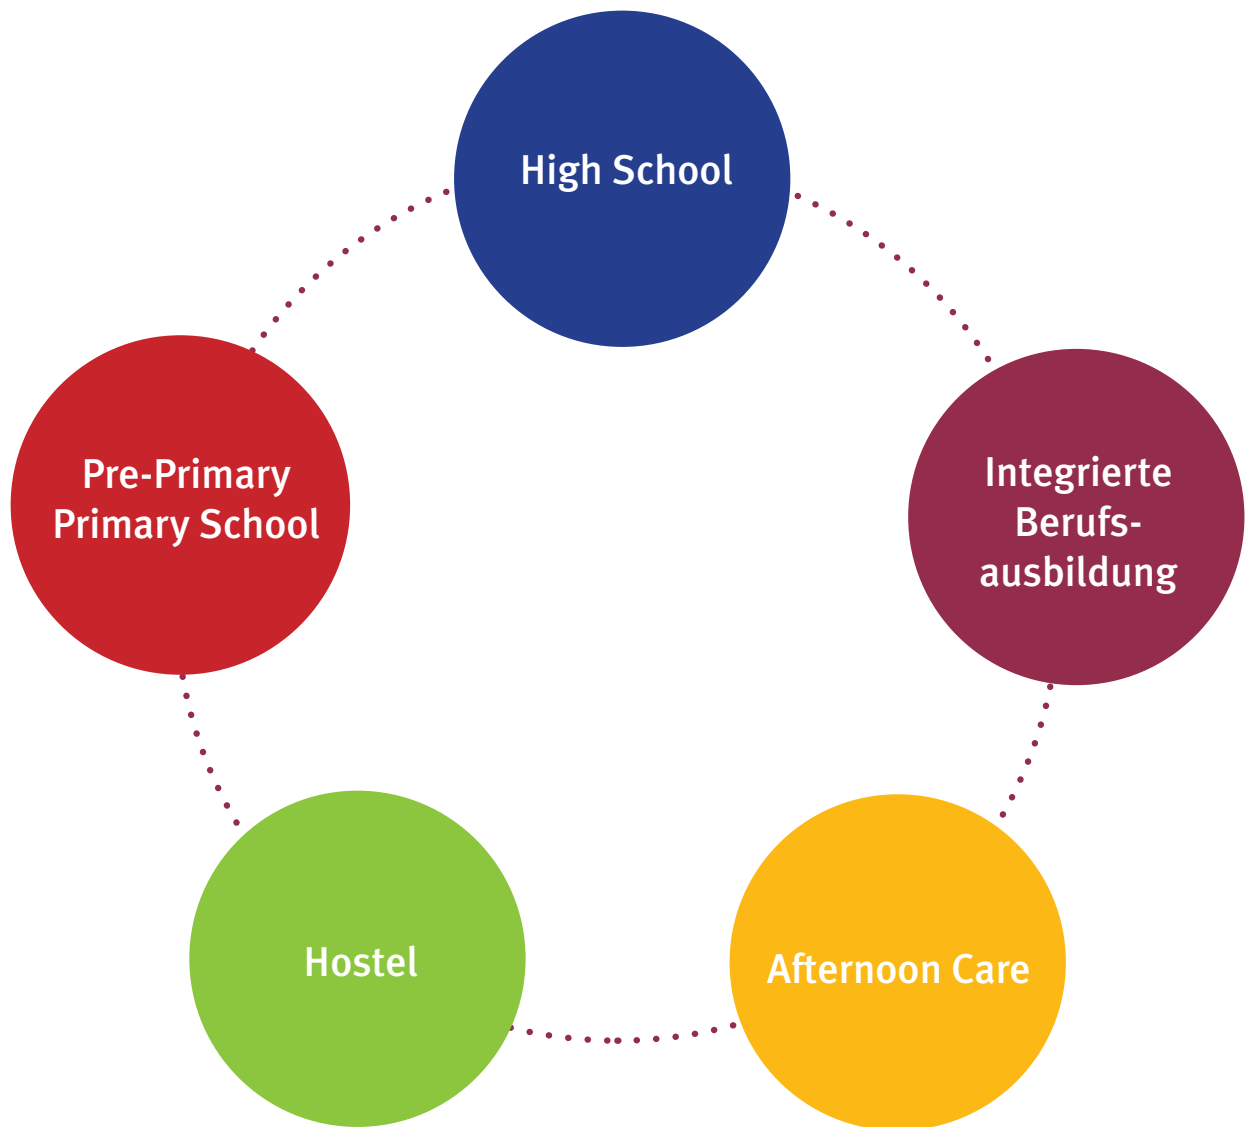 High School
Pre-Primary
Primary School
Integrierte
Berufs-
ausbildung
Hostel
Afternoon Care